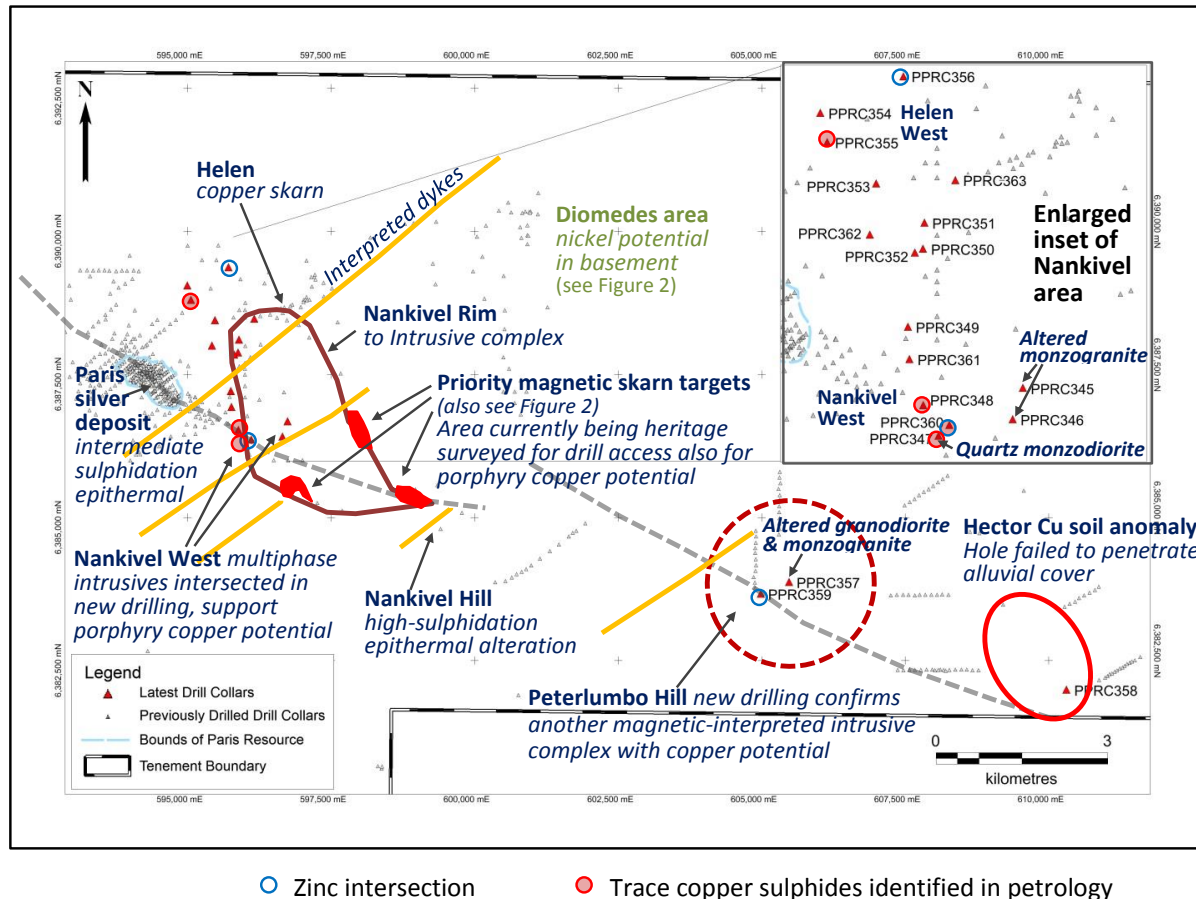 595,000 mE
597,500 mE
600,000 mE
602,500 mE
605,000 mE
607,500 mE
610,000 mE
6,392,500 mN
6,390,000 mN
6,387,500 mN
6,385,000 mN
6,382,500 mN
N
Helen
copper skarn
Interpreted dykes
Diomedes area
nickel potential
in basement
(see Figure 2)
Nankivel Rim
to Intrusive complex
Paris
silver
deposit
intermediate
sulphidation
epithermal
Priority magnetic skarn targets
(also see Figure 2)
Area currently being heritage
surveyed for drill access also for
porphyry copper potential
Nankivel West multiphase
intrusives intersected in
new drilling, support
porphyry copper potential
Nankivel Hill
high-sulphidation
epithermal alteration
PPRC356
Helen
West
PPRC354
PPRC355
PPRC353
PPRC363
PPRC351
PPRC362
PPRC350
PPRC352
Enlarged
inset of
Nankivel
area
PPRC349
PPRC361
Altered
monzogranite
PPRC345
Nankivel
West
PPRC348
PPRC346
PPRC360
PPRC347
Quartz monzodiorite
6,390,000 mN
6,387,500 mN
6,385,000 mN
6,382,500 mN
Altered granodiorite
& monzogranite
PPRC357
PPRC359
Hector Cu soil anomaly
Hole failed to penetrate
alluvial cover
PPRC358
Peterlumbo Hill new drilling confirms
another magnetic-interpreted intrusive
complex with copper potential
Legend
Latest Drill Collars
Previously Drilled Drill Collars
Bounds of Paris Resource
Tenement Boundary
0 3
kilometres
595,000 mE
597,500 mE
600,000 mE
602,500 mE
605,000 mE
607,500 mE
610,000 mE
Zinc intersection
Trace copper sulphides identified in petrology